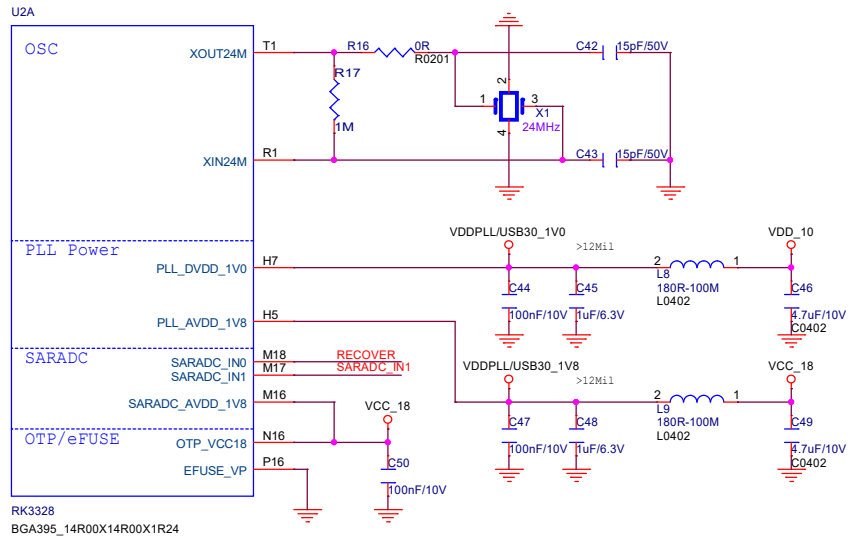 U2A
OSC
XOUT24M
T1
R16
0R
R0201
C42
15pF/50V
R17
1M
2
1
3
X1
24MHz
4
XIN24M
R1
C43
15pF/50V
PLL Power
VDDPLL/USB30_1V0
>12Mil
VDD_10
PLL_DVDD_1V0
H7
2
1
L8
180R-100M
L0402
C44
100nF/10V
C45
1uF/6.3V
C46
4.7uF/10V
C0402
PLL_AVDD_1V8
H5
SARADC
SARADC_IN0
M18
RECOVER
SARADC_IN1
M17
SARADC_IN1
SARADC_AVDD_1V8
M16
VDDPLL/USB30_1V8
>12Mil
VCC_18
2
1
L9
180R-100M
L0402
C47
100nF/10V
C48
1uF/6.3V
C49
4.7uF/10V
C0402
VCC_18
OTP/eFUSE
OTP_VCC18
N16
EFUSE_VP
P16
C50
100nF/10V
RK3328
BGA395_14R00X14R00X1R24